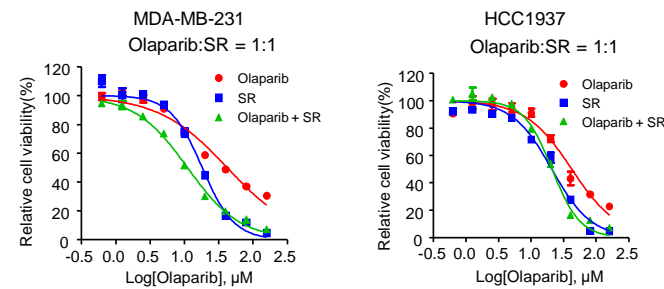 MDA-MB-231
Olaparib:SR = 1:1
Relative cell viability(%)
120
100
80
60
40
20
0
-0.5 0.0 0.5 1.0 1.5 2.0 2.5
Log[Olaparib], µM
Olaparib
SR
Olaparib + SR
HCC1937
Olaparib:SR = 1:1
Relative cell viability(%)
120
100
80
60
40
20
0
-0.5 0.0 0.5 1.0 1.5 2.0 2.5
Log[Olaparib], µM
Olaparib
SR
Olaparib + SR